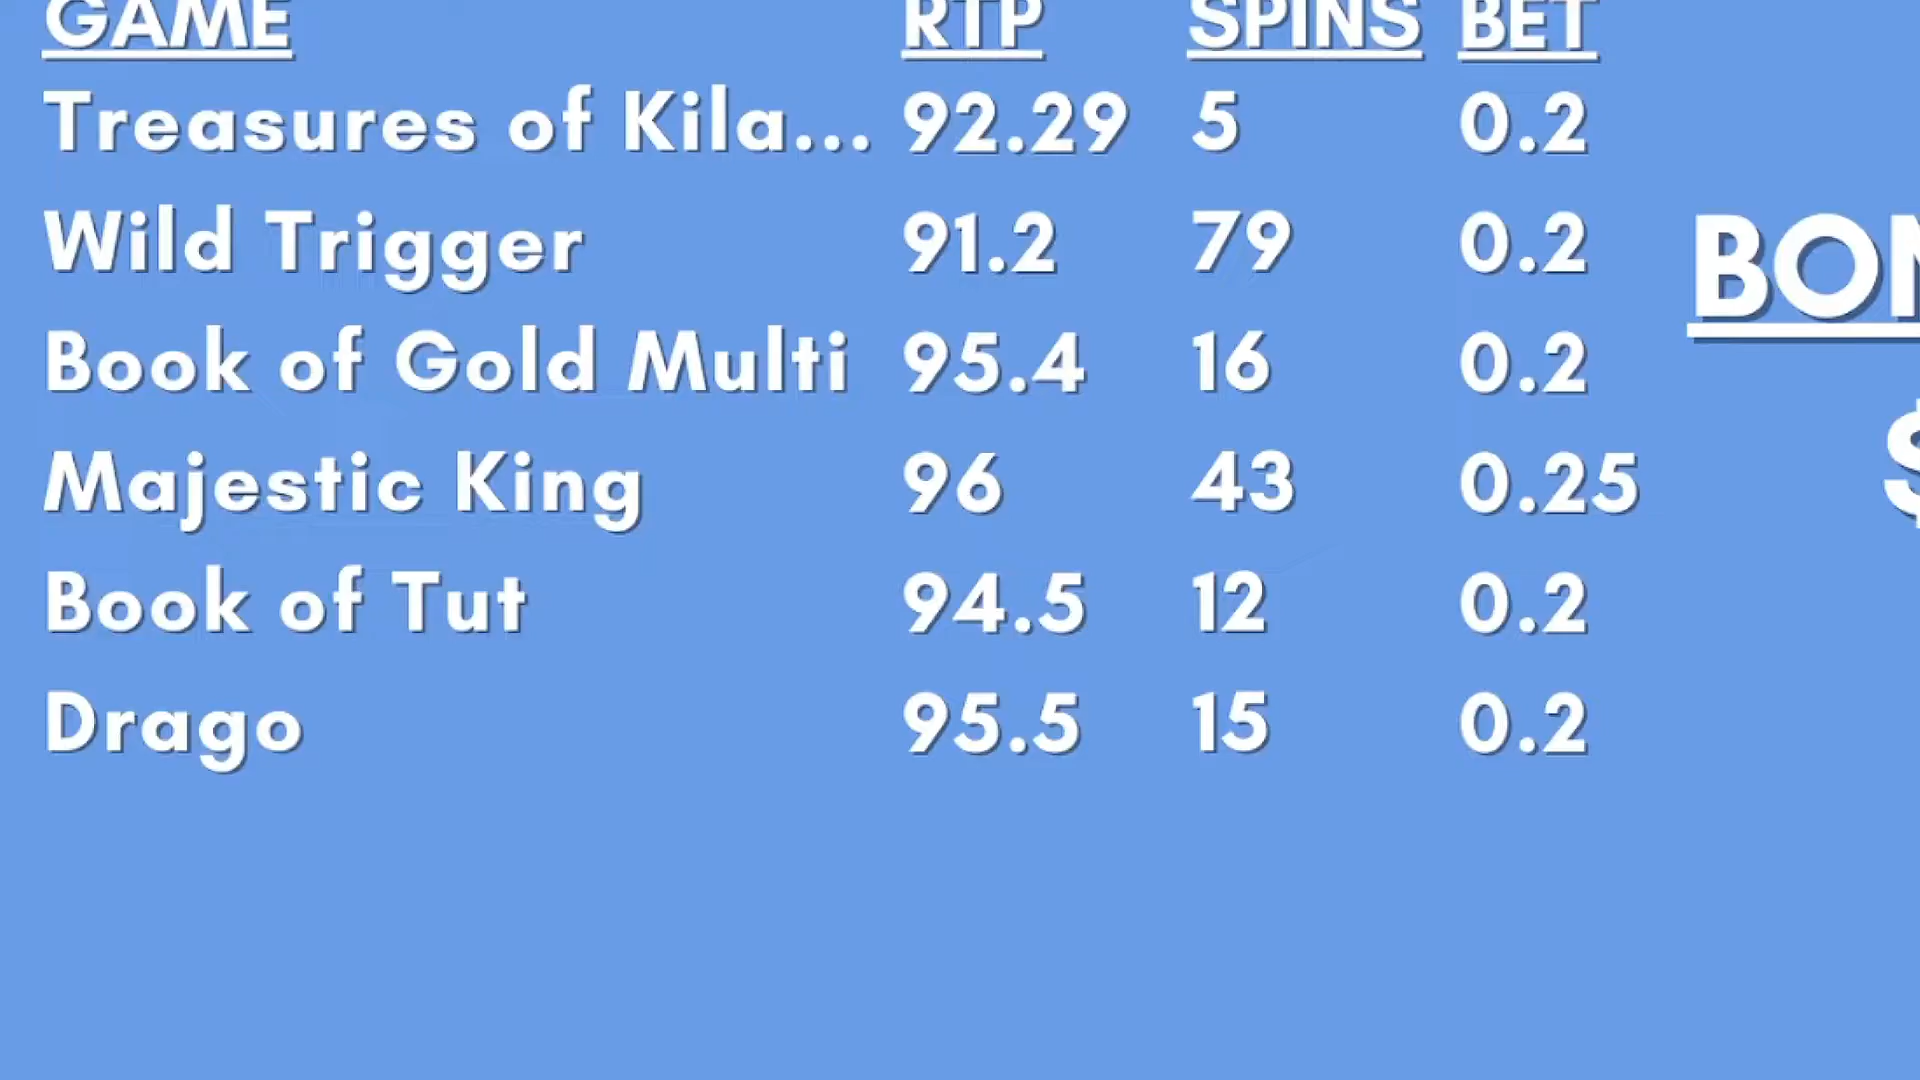 GAME RTP SPINS BET
Treasures of Kila... 92.29 5 0.2
Wild Trigger 91.2 79 0.2
Book of Gold Multi 95.4 16 0.2
Majestic King 96 43 0.25
Book of Tut 94.5 12 0.2
Drago 95.5 15 0.2
$